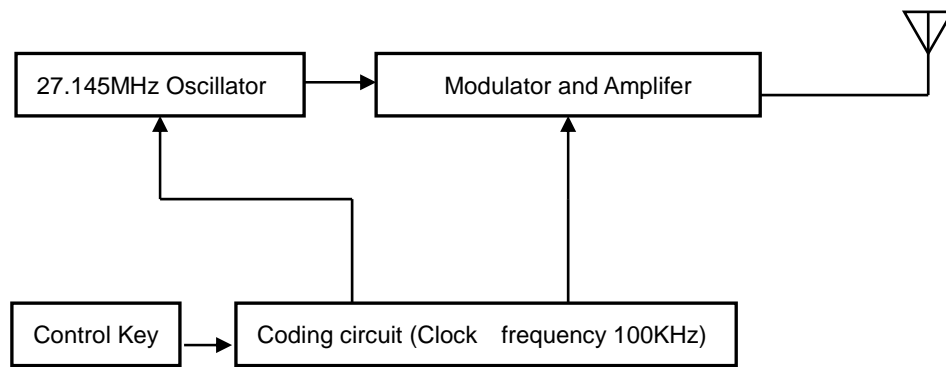 27.145MHz Oscillator
Modulator and Amplifer
Control Key
Coding circuit (Clock frequency 100KHz)